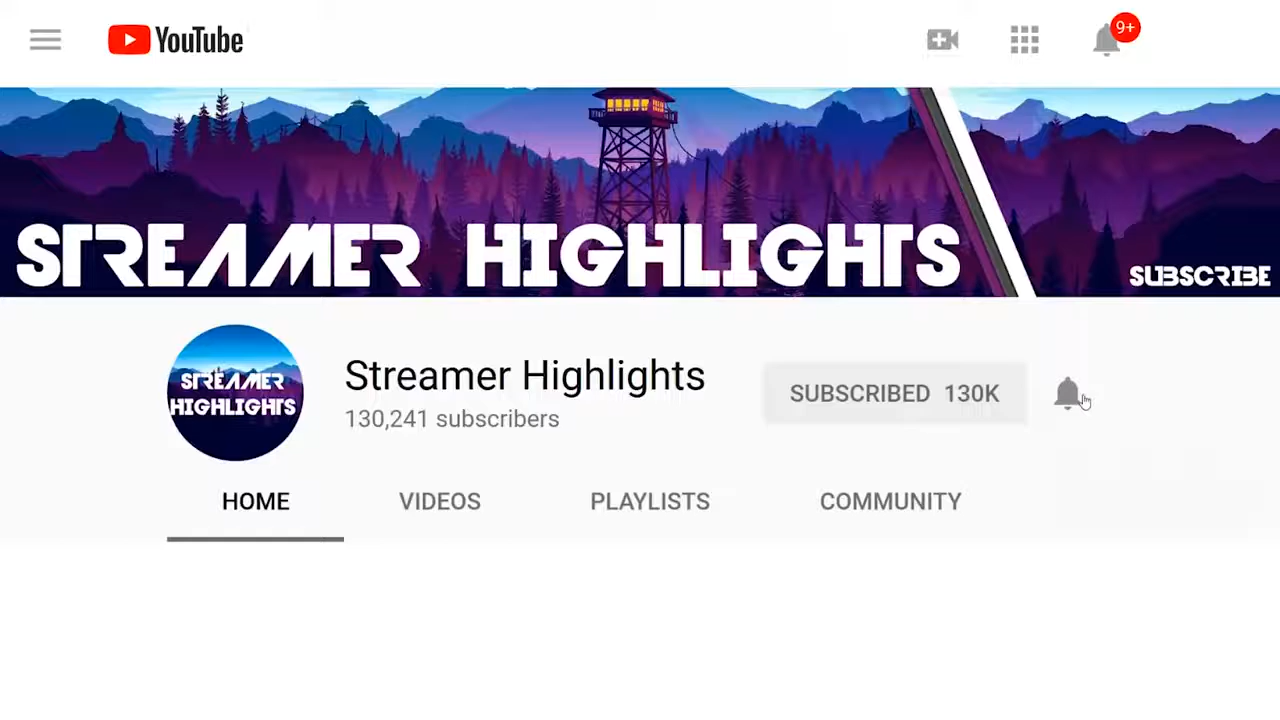 YouTube
9+
STREAMER HIGHLIGHTS
SUBSCRIBE
STREAMER
HIGHLIGHTS
Streamer Highlights
130,241 subscribers
SUBSCRIBED 130K
HOME VIDEOS PLAYLISTS COMMUNITY